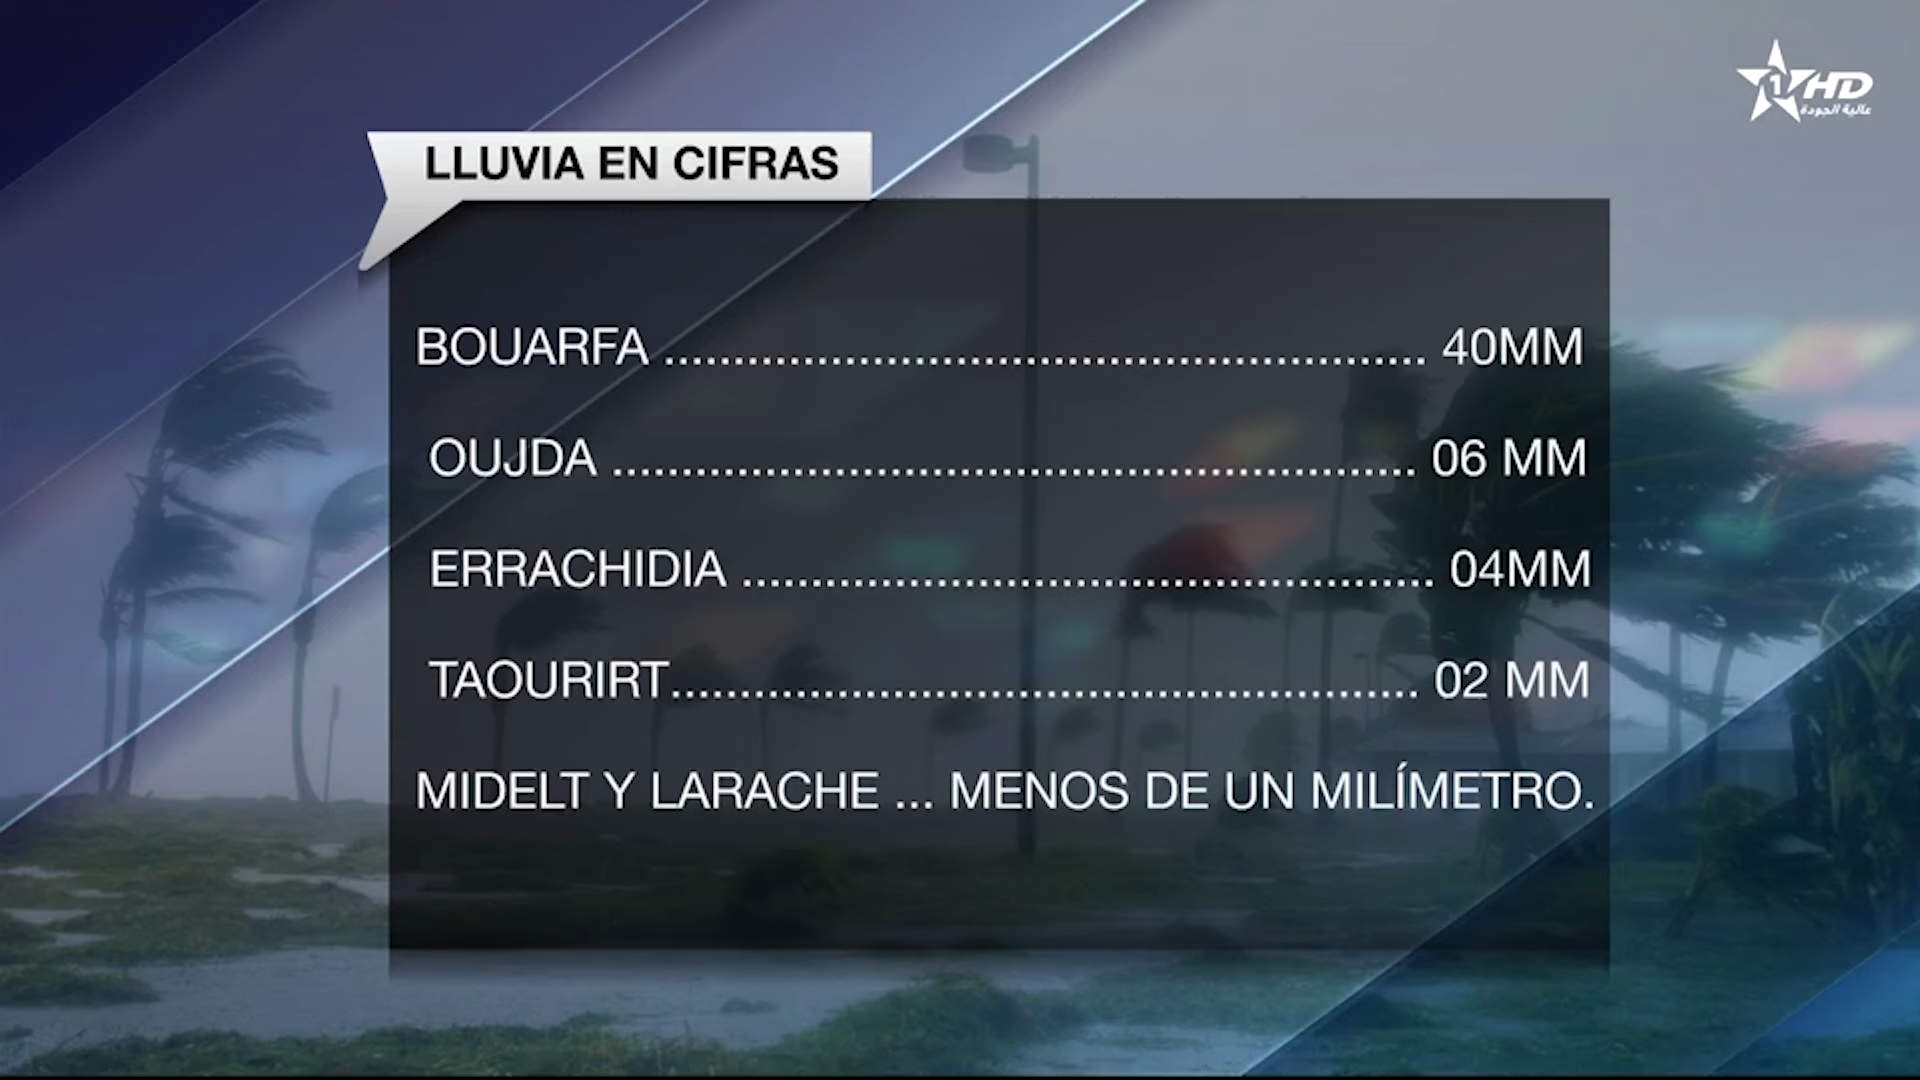 1 HD
عالية الجودة
LLUVIA EN CIFRAS
BOUARFA ........................................................... 40MM
OUJDA .............................................................. 06 MM
ERRACHIDIA ..................................................... 04MM
TAOURIRT.......................................................... 02 MM
MIDELT Y LARACHE ... MENOS DE UN MILÍMETRO.